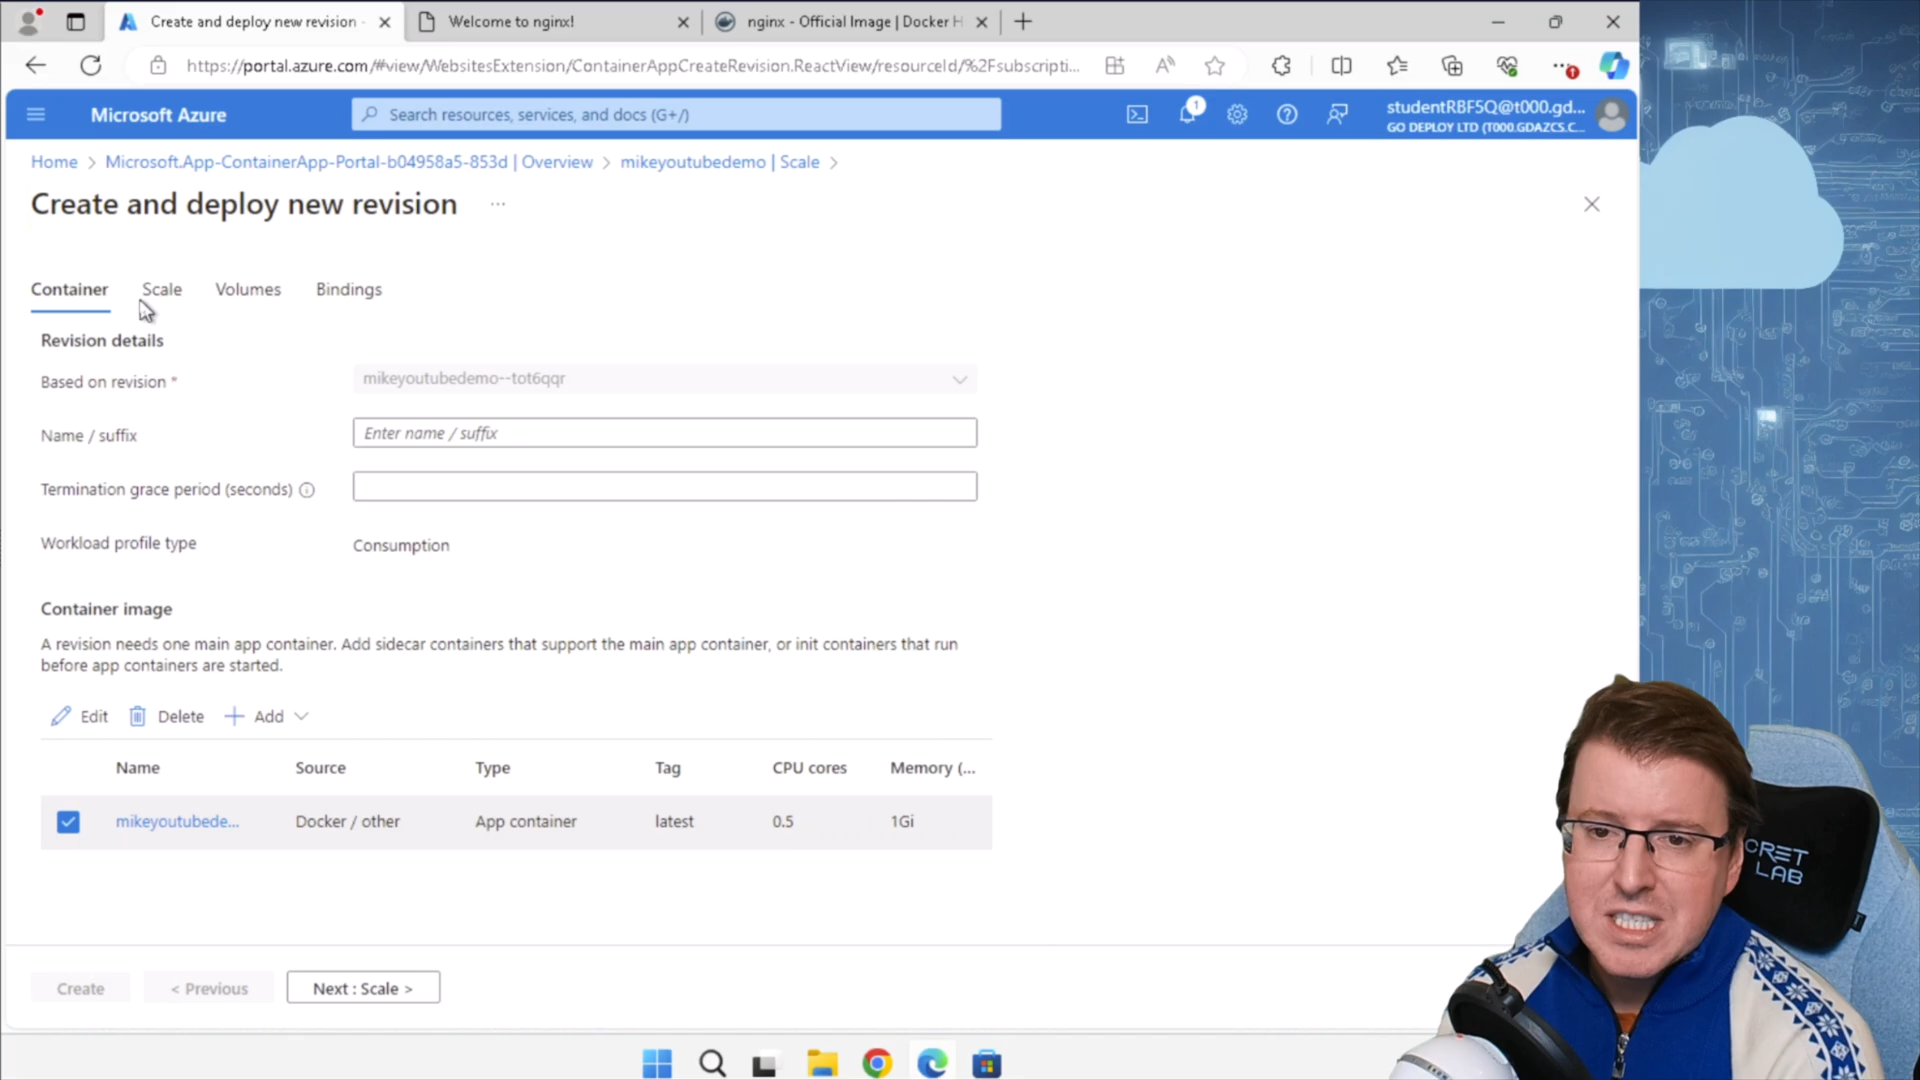 Create and deploy new revision -
Welcome to nginx!
nginx - Official Image | Docker H
https://portal.azure.com/#view/WebsitesExtension/ContainerAppCreateRevision.ReactView/resourceId/%2Fsubscripti...
Microsoft Azure
Search resources, services, and docs (G+/)
1
studentRBF5Q@t000.gd...
GO DEPLOY LTD (T000.GDAZCS.C...
Home > Microsoft.App-ContainerApp-Portal-b04958a5-853d | Overview > mikeyoutubedemo | Scale >
Create and deploy new revision ...
Container Scale Volumes Bindings
Revision details
Based on revision *
mikeyoutubedemo--tot6qqr
Name / suffix
Enter name / suffix
Termination grace period (seconds)
Workload profile type
Consumption
Container image
A revision needs one main app container. Add sidecar containers that support the main app container, or init containers that run
before app containers are started.
Edit Delete Add
Name Source Type Tag CPU cores Memory (...
mikeyoutubede... Docker / other App container latest 0.5 1Gi
Create < Previous Next : Scale >
CRET
LAB